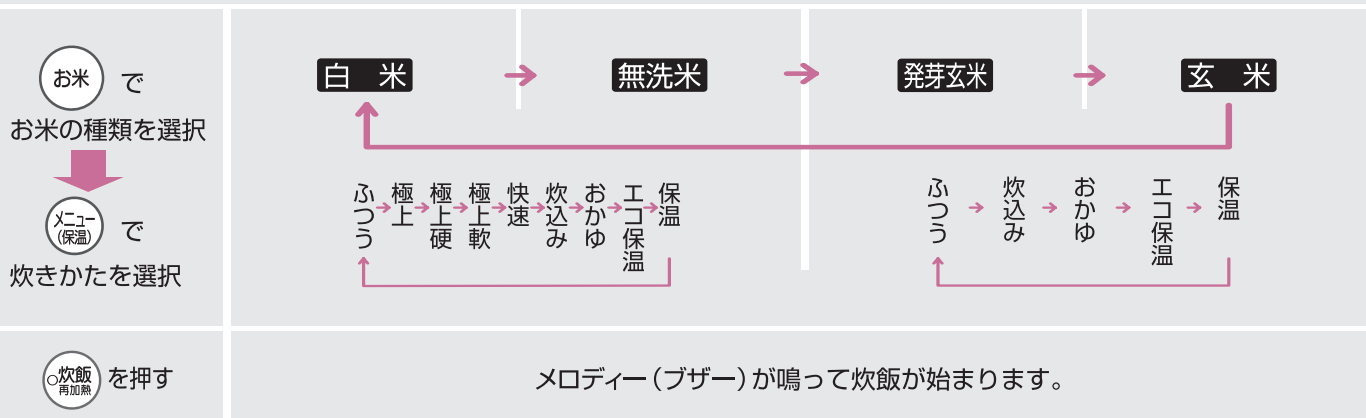 お米 で
お米の種類を選択
メニュー
(保温) で
炊きかたを選択
白 米
無洗米
発芽玄米
玄 米
ふつう
極上
極上硬
極上軟
快速
炊込み
おかゆ
エコ保温
保温
ふつう
炊込み
おかゆ
エコ保温
保温
炊飯
再加熱 を押す
メロディー(ブザー)が鳴って炊飯が始まります。